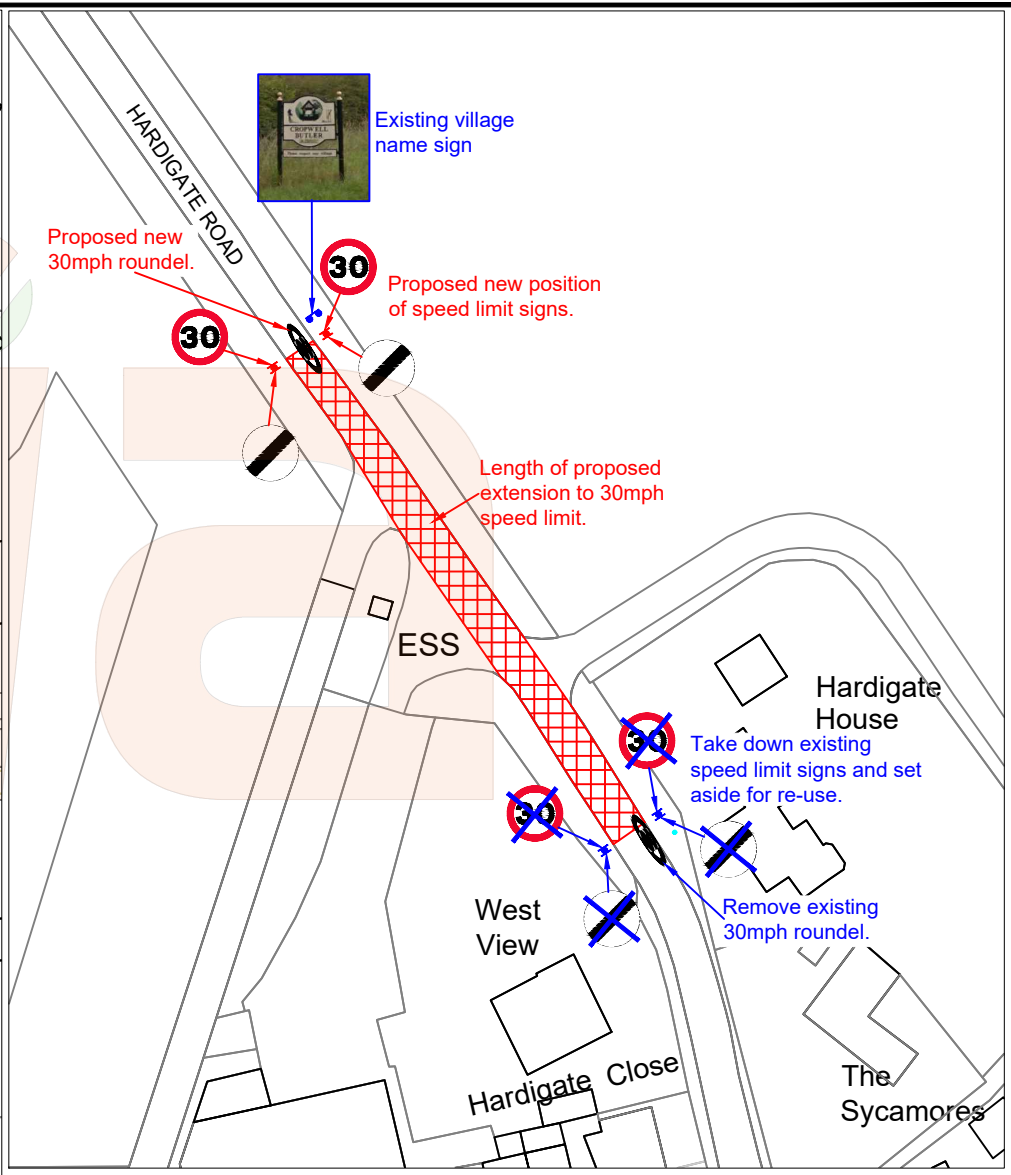 HARDIGATE ROAD
CROPWELL
BUTLER
Existing village
name sign
Proposed new
30mph roundel.
30
Proposed new position
of speed limit signs.
30
Length of proposed
extension to 30mph
speed limit.
ESS
Hardigate
House
30
Take down existing
speed limit signs and set
aside for re-use.
30
Remove existing
30mph roundel.
West
View
Hardigate Close
The
Sycamores